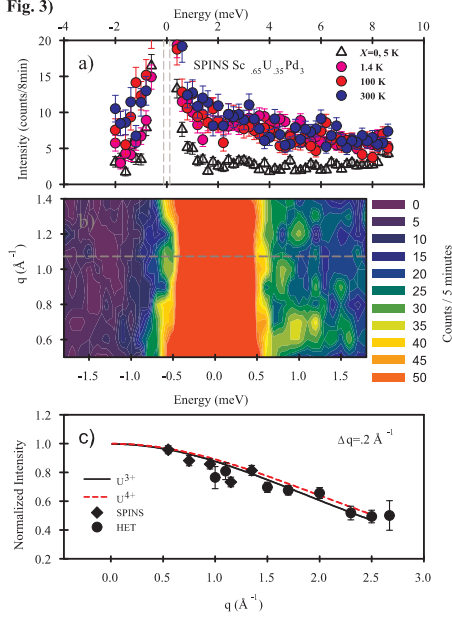 Fig. 3)
Energy (meV)
-2 0 2 4 6 8 10
20
15
10
5
0
Intensity (counts/8min)
a)
SPINS Sc .65U.35Pd3
X=0, 5 K
1.4 K
100 K
300 K
1.4
1.2
1.0
0.8
0.6
q (Å-1)
b)
-1.5 -1.0 -0.5 0.0 0.5 1.0 1.5
Energy (meV)
0
5
10
15
20
25
30
35
40
45
50
Counts / 5 minutes
1.0
0.8
0.6
0.4
0.2
Normalized Intensity
c)
Δq=.2 Å-1
U3+
U4+
SPINS
HET
0.0 0.5 1.0 1.5 2.0 2.5 3.0
q (Å-1)